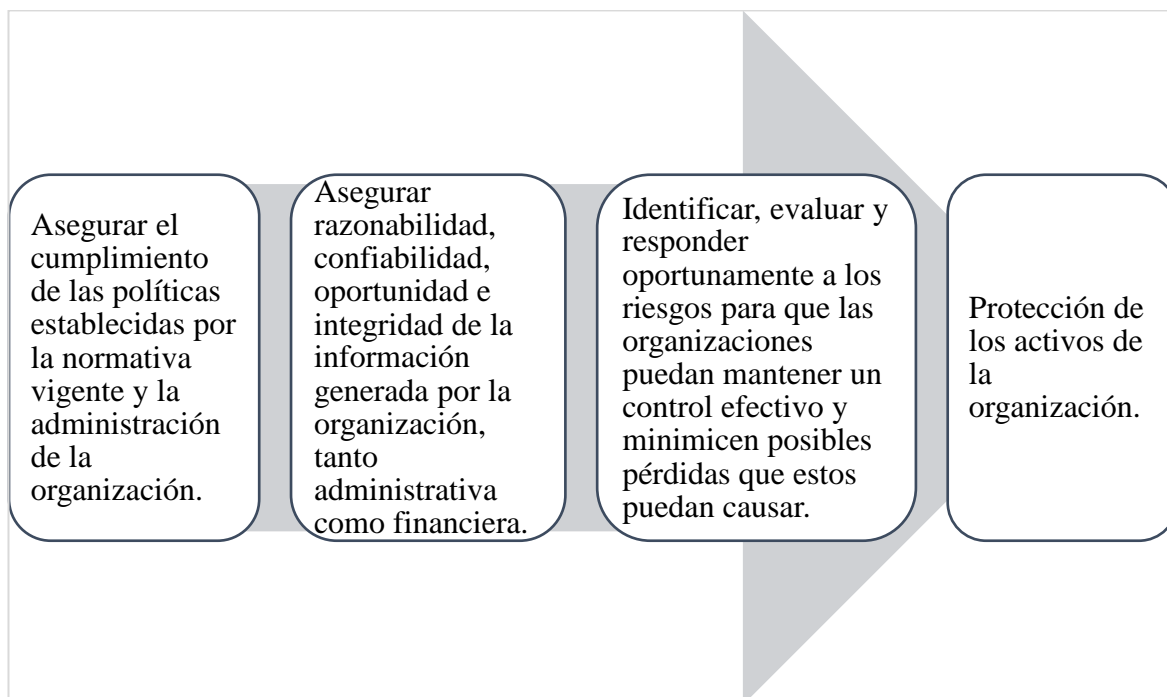 Asegurar el
cumplimiento
de las políticas
establecidas por
la normativa
vigente y la
administración
de la
organización.
Asegurar
razonabilidad,
confiabilidad,
oportunidad e
integridad de la
información
generada por la
organización,
tanto
administrativa
como financiera.
Identificar, evaluar y
responder
oportunamente a los
riesgos para que las
organizaciones
puedan mantener un
control efectivo y
minimicen posibles
pérdidas que estos
puedan causar.
Protección de
los activos de
la
organización.